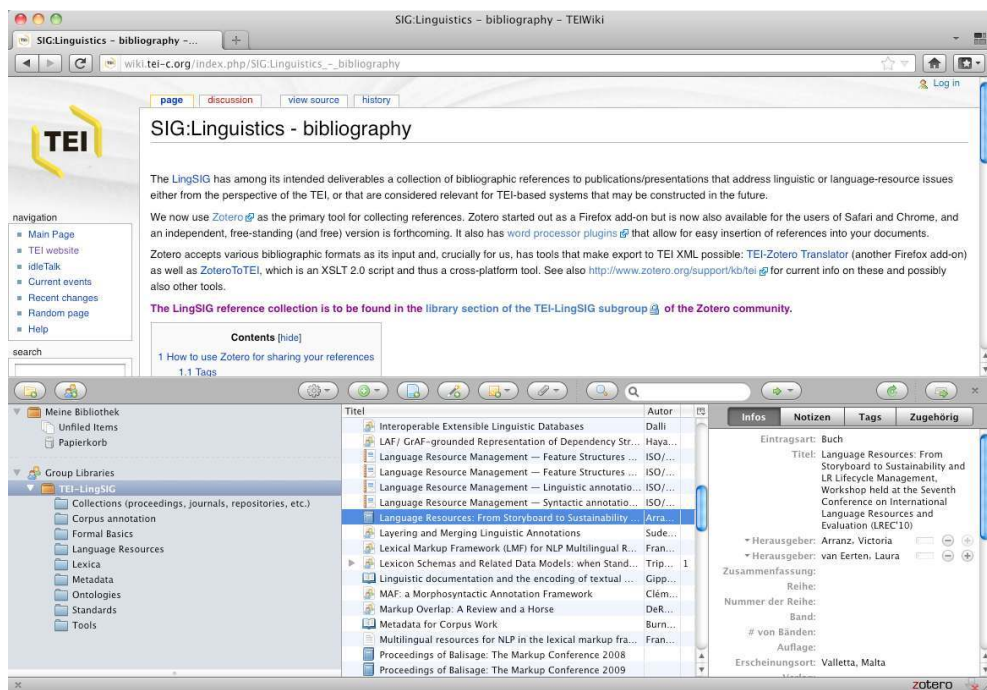 SIG:Linguistics - bibliography – TEIWiki
SIG:Linguistics - bibliography –...
wiki.tei-c.org/index.php/SIG:Linguistics_-_bibliography
Log in
page discussion view source history
TEI
SIG:Linguistics - bibliography
The LingSIG has among its intended deliverables a collection of bibliographic references to publications/presentations that address linguistic or language-resource issues
either from the perspective of the TEI, or that are considered relevant for TEI-based systems that may be constructed in the future.
We now use Zotero as the primary tool for collecting references. Zotero started out as a Firefox add-on but is now also available for the users of Safari and Chrome, and
an independent, free-standing (and free) version is forthcoming. It also has word processor plugins that allow for easy insertion of references into your documents.
Zotero accepts various bibliographic formats as its input and, crucially for us, has tools that make export to TEI XML possible: TEI-Zotero Translator (another Firefox add-on)
as well as ZoteroToTEI, which is an XSLT 2.0 script and thus a cross-platform tool. See also http://www.zotero.org/support/kb/tei for current info on these and possibly
also other tools.
The LingSIG reference collection is to be found in the library section of the TEI-LingSIG subgroup of the Zotero community.
Contents [hide]
1 How to use Zotero for sharing your references
1.1 Tags
navigation
Main Page
TEI website
idleTalk
Current events
Recent changes
Random page
Help
search
Meine Bibliothek
Unfiled Items
Papierkorb
Group Libraries
TEI-LingSIG
Collections (proceedings, journals, repositories, etc.)
Corpus annotation
Formal Basics
Language Resources
Lexica
Metadata
Ontologies
Standards
Tools
Titel Autor
Interoperable Extensible Linguistic Databases Dalli
LAF/ GrAF-grounded Representation of Dependency Str... Haya...
Language Resource Management — Feature Structures ... ISO/...
Language Resource Management — Feature Structures ... ISO/...
Language Resource Management — Linguistic annotatio... ISO/...
Language Resource Management — Syntactic annotatio... ISO/...
Language Resources: From Storyboard to Sustainability ... Arra...
Layering and Merging Linguistic Annotations Sude...
Lexical Markup Framework (LMF) for NLP Multilingual R... Fran...
Lexicon Schemas and Related Data Models: when Stand... Trip... 1
Linguistic documentation and the encoding of textual ... Gipp...
MAF: a Morphosyntactic Annotation Framework Clém...
Markup Overlap: A Review and a Horse DeR...
Metadata for Corpus Work Burn...
Multilingual resources for NLP in the lexical markup fra... Fran...
Proceedings of Balisage: The Markup Conference 2008
Proceedings of Balisage: The Markup Conference 2009
Infos Notizen Tags Zugehörig
Eintragsart: Buch
Titel: Language Resources: From
Storyboard to Sustainability and
LR Lifecycle Management,
Workshop held at the Seventh
Conference on International
Language Resources and
Evaluation (LREC'10)
Herausgeber: Arranz, Victoria
Herausgeber: van Eerten, Laura
Zusammenfassung:
Reihe:
Nummer der Reihe:
Band:
# von Bänden:
Auflage:
Erscheinungsort: Valletta, Malta
zotero